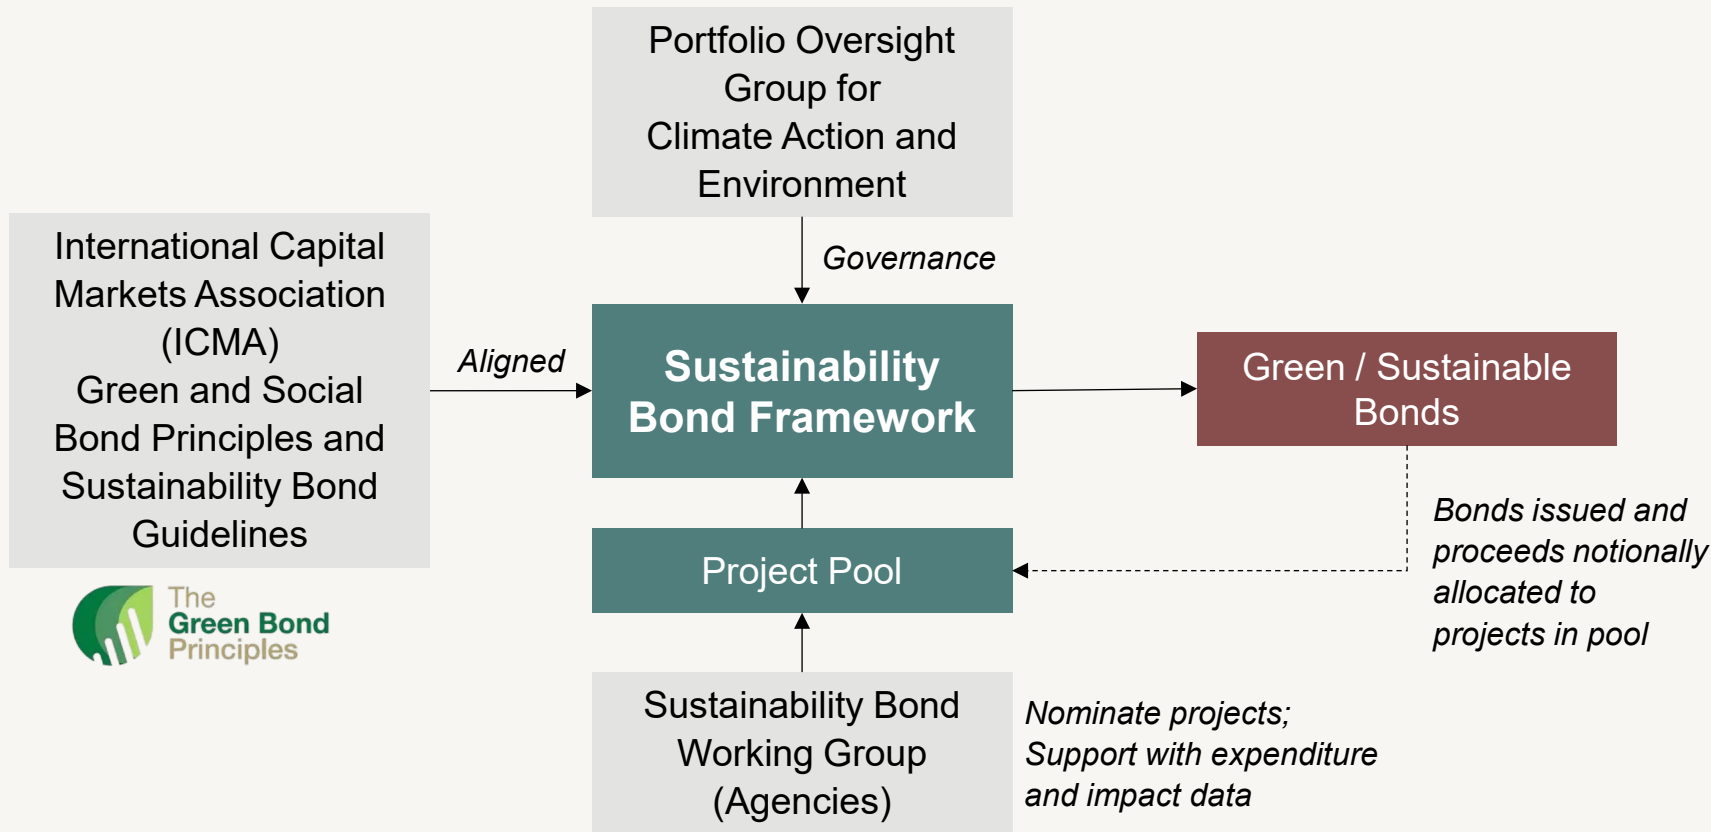 Portfolio Oversight
Group for
Climate Action and
Environment
Governance
International Capital
Markets Association
(ICMA)
Green and Social
Bond Principles and
Sustainability Bond
Guidelines
Aligned
Sustainability
Bond Framework
Green / Sustainable
Bonds
Bonds issued and
proceeds notionally
allocated to
projects in pool
Project Pool
The
Green Bond
Principles
Sustainability Bond
Working Group
(Agencies)
Nominate projects;
Support with expenditure
and impact data